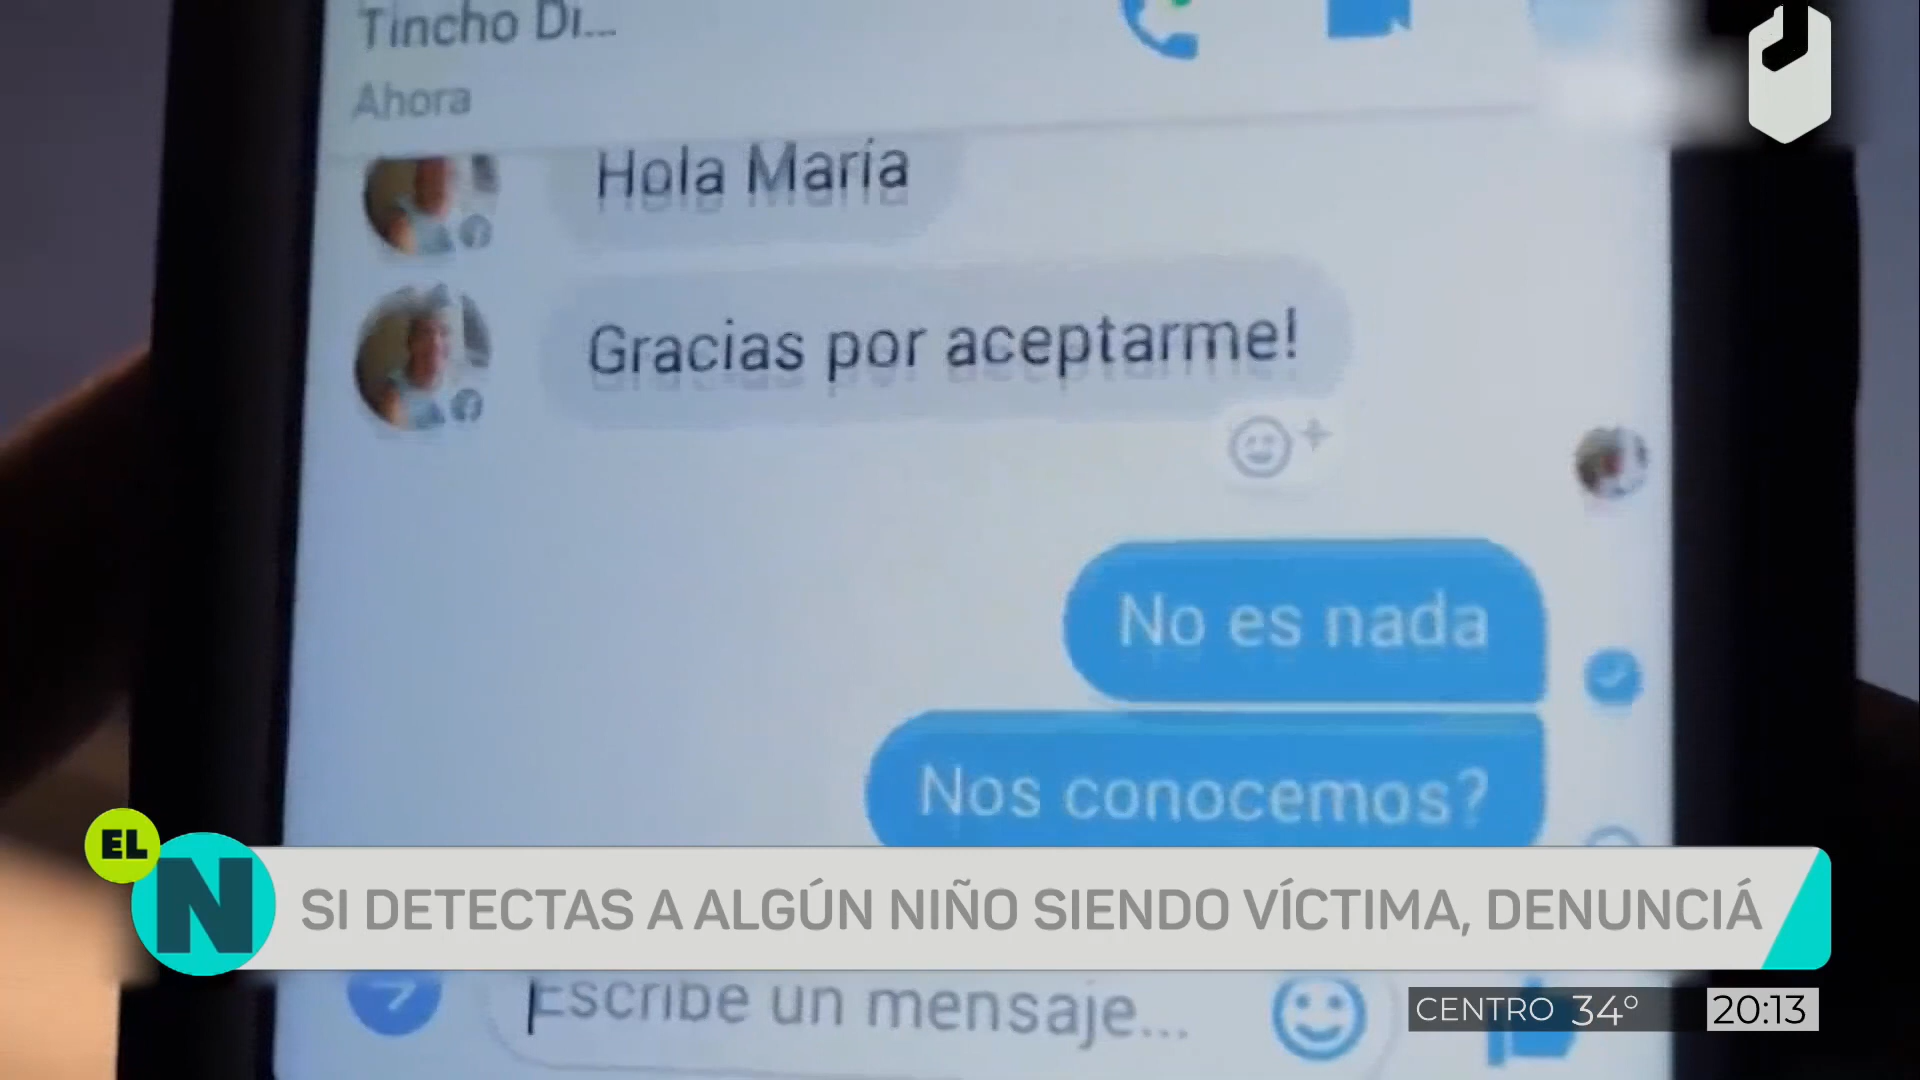 Tincho Di...
Ahora
Hola María
Gracias por aceptarme!
No es nada
Nos conocemos?
EL
N
SI DETECTAS A ALGÚN NIÑO SIENDO VÍCTIMA, DENUNCIÁ
Escribe un mensaje...
CENTRO 34°
20:13